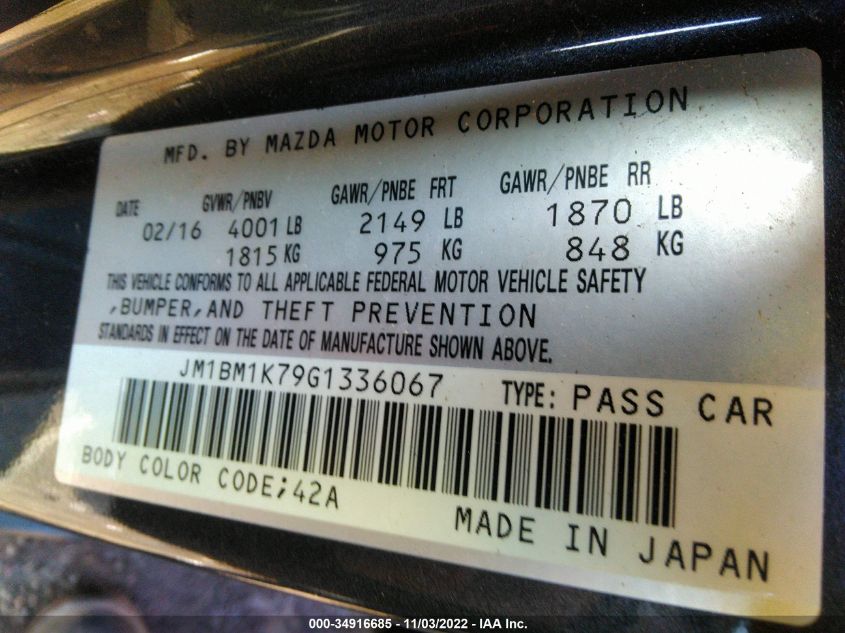 MFD. BY MAZDA MOTOR CORPORATION
DATE GVWR/PNBV GAWR/PNBE FRT GAWR/PNBE RR
02/16 4001 LB 2149 LB 1870 LB
1815 KG 975 KG 848 KG
THIS VEHICLE CONFORMS TO ALL APPLICABLE FEDERAL MOTOR VEHICLE SAFETY
,BUMPER,AND THEFT PREVENTION
STANDARDS IN EFFECT ON THE DATE OF MANUFACTURE SHOWN ABOVE.
JM1BM1K79G1336067 TYPE: PASS CAR
BODY COLOR CODE;42A
MADE IN JAPAN
000-34916685 - 11/03/2022 - IAA Inc.